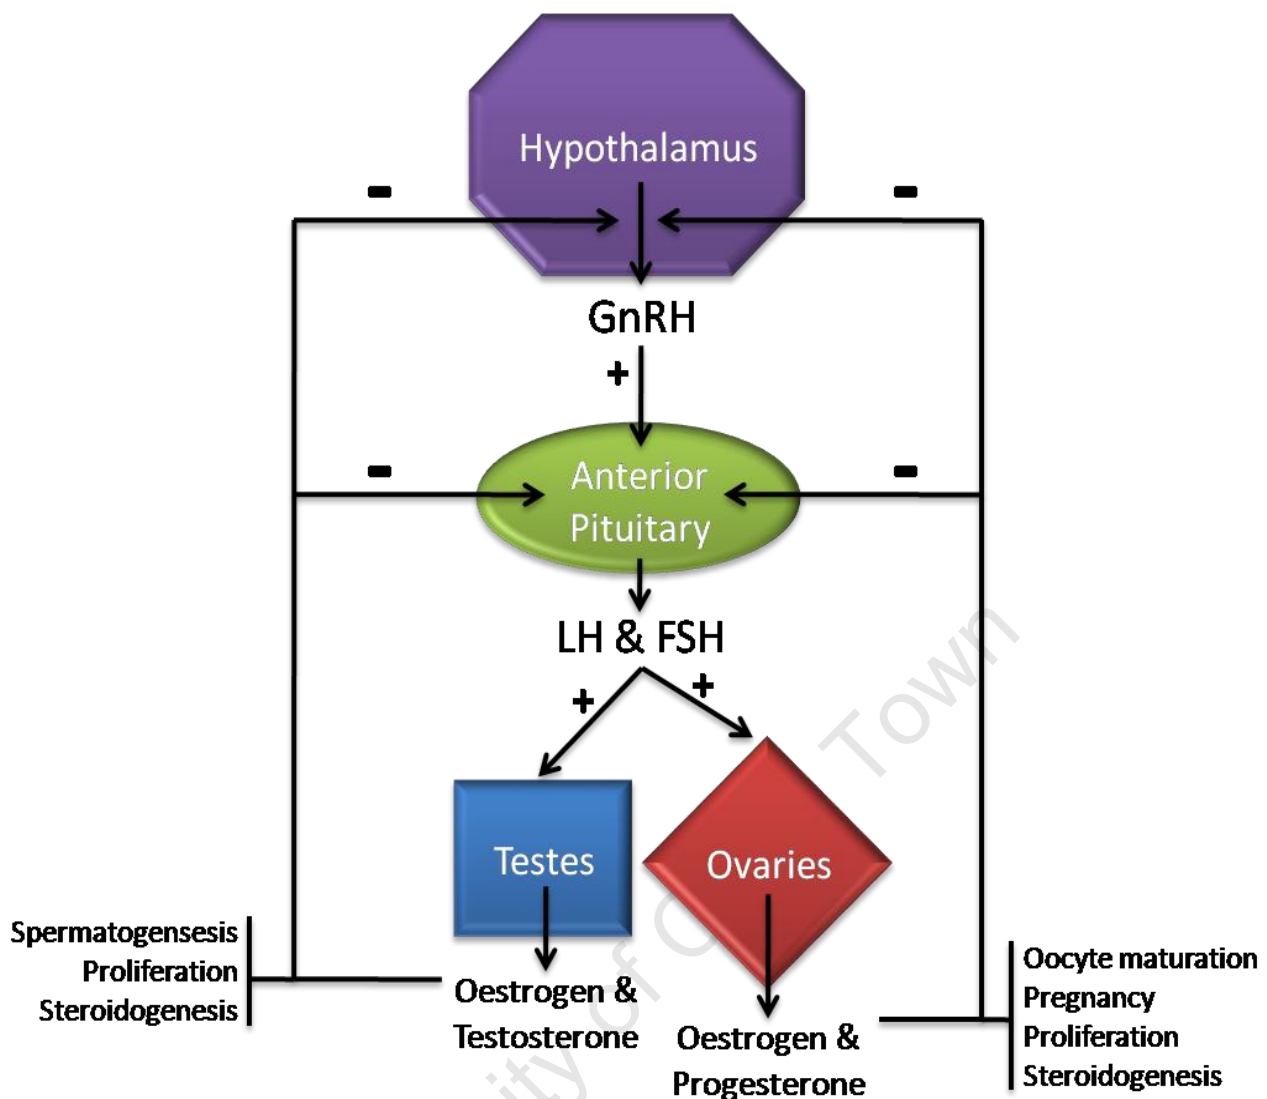 Hypothalamus
-
-
GnRH
+
-
-
Anterior
Pituitary
LH & FSH
+
+
Testes
Ovaries
Spermatogensesis
Proliferation
Steroidogenesis
Oestrogen &
Testosterone
Oestrogen &
Progesterone
Oocyte maturation
Pregnancy
Proliferation
Steroidogenesis
Town